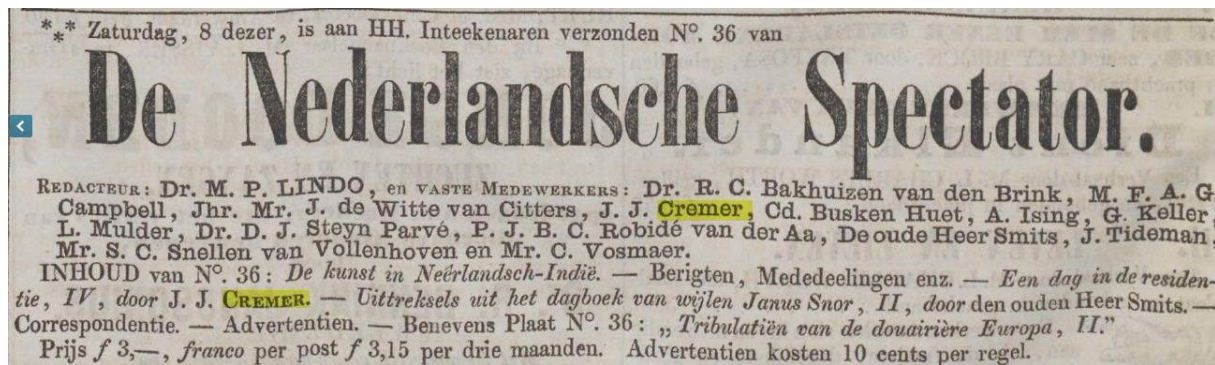 *⁎* Zaturdag, 8 dezer, is aan HH. Inteekenaren verzonden N°. 36 van
De Nederlandsche Spectator.
REDACTEUR: Dr. M. P. LINDO, en VASTE MEDEWERKERS: Dr. R. C. Bakhuizen van den Brink, M. F. A. G
Campbell, Jhr. Mr. J. de Witte van Citters, J. J. Cremer, Cd. Busken Huet, A. Ising, G. Keller,
L. Mulder, Dr. D. J. Steyn Parvé, P. J. B. C. Robidé van der Aa, De oude Heer Smits, J. Tideman,
Mr. S. C. Snellen van Vollenhoven en Mr. C. Vosmaer.
INHOUD van N°. 36: De kunst in Neêrlandsch-Indië. — Berigten, Mededeelingen enz. — Een dag in de residen-
tie, IV, door J. J. CREMER. — Uittreksels uit het dagboek van wijlen Janus Snor, II, door den ouden Heer Smits. —
Correspondentie. — Advertentien. — Benevens Plaat N°. 36: „Tribulatiën van de douairière Europa, II.”
Prijs f 3,—, franco per post f 3,15 per drie maanden. Advertentien kosten 10 cents per regel.